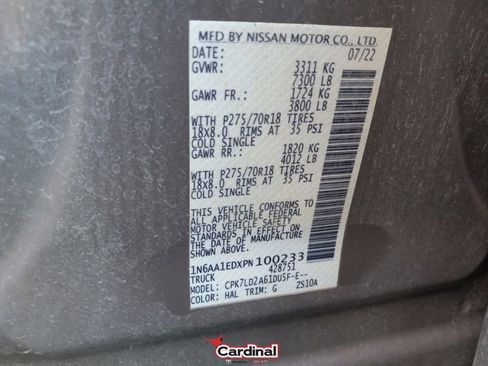 MFD BY NISSAN MOTOR CO., LTD.
DATE: 07/22
GVWR: 3311 KG
7300 LB
GAWR FR.: 1724 KG
3800 LB
WITH P275/70R18 TIRES
18X8.0 RIMS AT 35 PSI
COLD SINGLE
GAWR RR.: 1820 KG
4012 LB
WITH P275/70R18 TIRES
18X8.0 RIMS AT 35 PSI
COLD SINGLE
THIS VEHICLE CONFORMS TO
ALL APPLICABLE FEDERAL
MOTOR VEHICLE SAFETY
STANDARDS IN EFFECT ON
THE DATE OF MANUFACTURE
SHOWN ABOVE.
1N6AA1EDXPN100233
TRUCK 428751
MODEL: CPK7LD2A61DU5F-E--
COLOR: HAL TRIM: G ZS10A
Cardinal